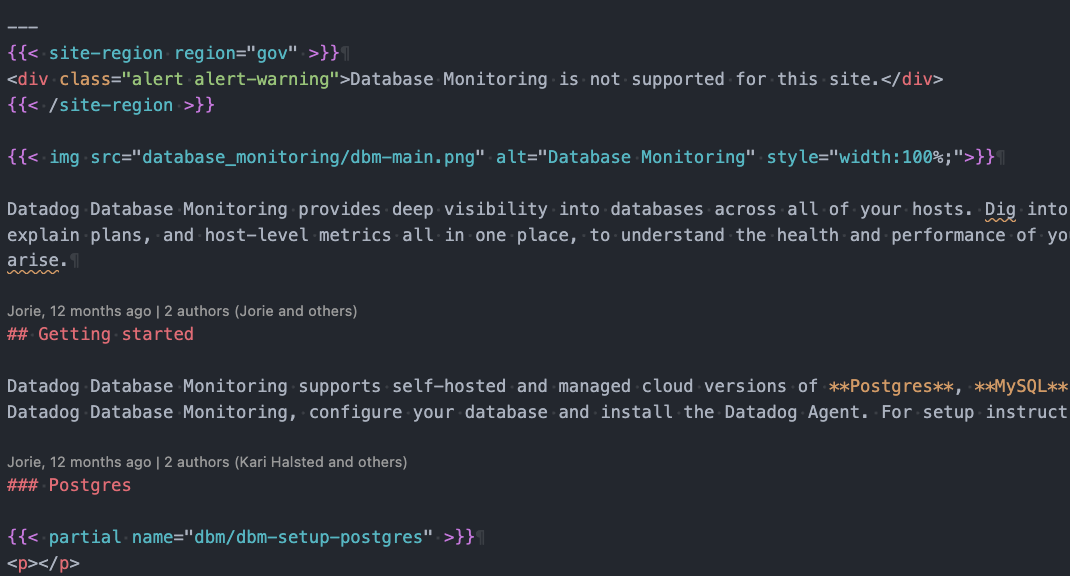 ---
{{< site-region region="gov" >}}¶
<div class="alert alert-warning">Database Monitoring is not supported for this site.</div>
{{< /site-region >}}
{{< img src="database_monitoring/dbm-main.png" alt="Database Monitoring" style="width:100%;">}}¶
Datadog Database Monitoring provides deep visibility into databases across all of your hosts. Dig into
explain plans, and host-level metrics all in one place, to understand the health and performance of you
arise.¶
Jorie, 12 months ago | 2 authors (Jorie and others)
## Getting started
Datadog Database Monitoring supports self-hosted and managed cloud versions of **Postgres**, **MySQL**
Datadog Database Monitoring, configure your database and install the Datadog Agent. For setup instruct
Jorie, 12 months ago | 2 authors (Kari Halsted and others)
### Postgres
{{< partial name="dbm/dbm-setup-postgres" >}}¶
<p></p>